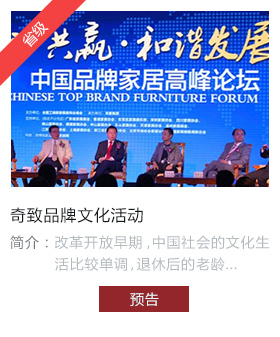 省级
共赢·和谐发展
中国品牌家居高峰论坛
CHINESE TOP BRAND FURNITURE FORUM
奇致品牌文化活动
简介：改革开放早期,中国社会的文化生
活比较单调,退休后的老龄...
预告